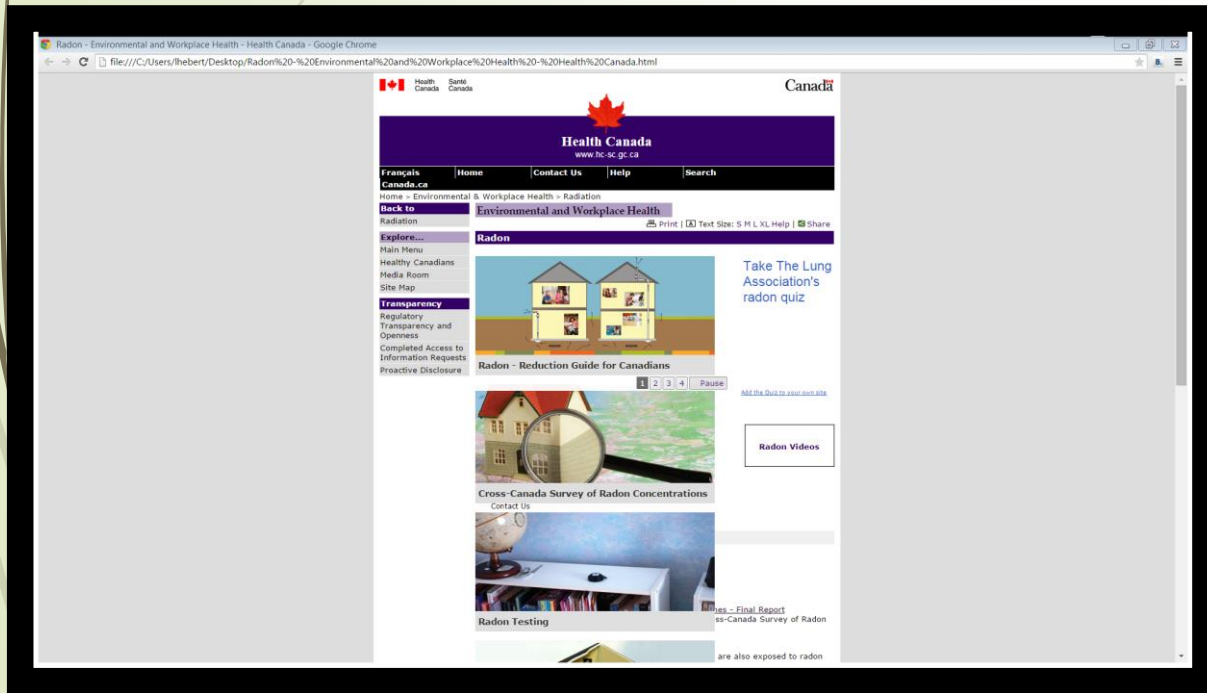 Radon - Environmental and Workplace Health - Health Canada - Google Chrome
file:///C:/Users/lhebert/Desktop/Radon%20-%20Environmental%20and%20Workplace%20Health%20-%20Health%20Canada.html
Health Canada
Santé Canada
Canada
Health Canada
www.hc-sc.gc.ca
Français Home Contact Us Help Search
Canada.ca
Home > Environmental & Workplace Health > Radiation
Back to
Radiation
Explore...
Main Menu
Healthy Canadians
Media Room
Site Map
Transparency
Regulatory
Transparency and
Openness
Completed Access to
Information Requests
Proactive Disclosure
Environmental and Workplace Health
Print | A Text Size: S M L XL Help | Share
Radon
Radon - Reduction Guide for Canadians
1 2 3 4 Pause
Cross-Canada Survey of Radon Concentrations
Contact Us
Radon Testing
Take The Lung
Association's
radon quiz
Add the Quiz to your own site
Radon Videos
mes - Final Report
ss-Canada Survey of Radon
are also exposed to radon